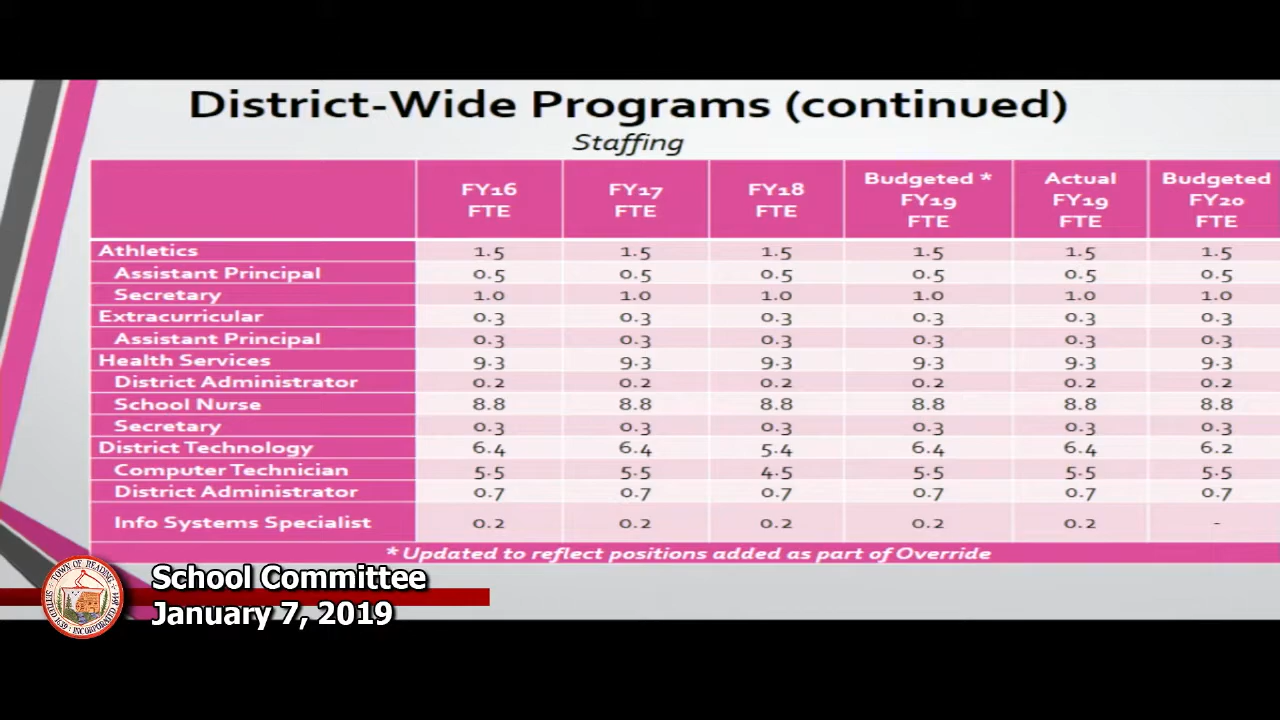 District-Wide Programs (continued)
Staffing
FY16 FTE FY17 FTE FY18 FTE Budgeted * FY19 FTE Actual FY19 FTE Budgeted FY20 FTE
Athletics 1.5 1.5 1.5 1.5 1.5 1.5
Assistant Principal 0.5 0.5 0.5 0.5 0.5 0.5
Secretary 1.0 1.0 1.0 1.0 1.0 1.0
Extracurricular 0.3 0.3 0.3 0.3 0.3 0.3
Assistant Principal 0.3 0.3 0.3 0.3 0.3 0.3
Health Services 9.3 9.3 9.3 9.3 9.3 9.3
District Administrator 0.2 0.2 0.2 0.2 0.2 0.2
School Nurse 8.8 8.8 8.8 8.8 8.8 8.8
Secretary 0.3 0.3 0.3 0.3 0.3 0.3
District Technology 6.4 6.4 5.4 6.4 6.4 6.2
Computer Technician 5.5 5.5 4.5 5.5 5.5 5.5
District Administrator 0.7 0.7 0.7 0.7 0.7 0.7
Info Systems Specialist 0.2 0.2 0.2 0.2 0.2 -
* Updated to reflect positions added as part of Override
TOWN OF READING
School Committee
January 7, 2019